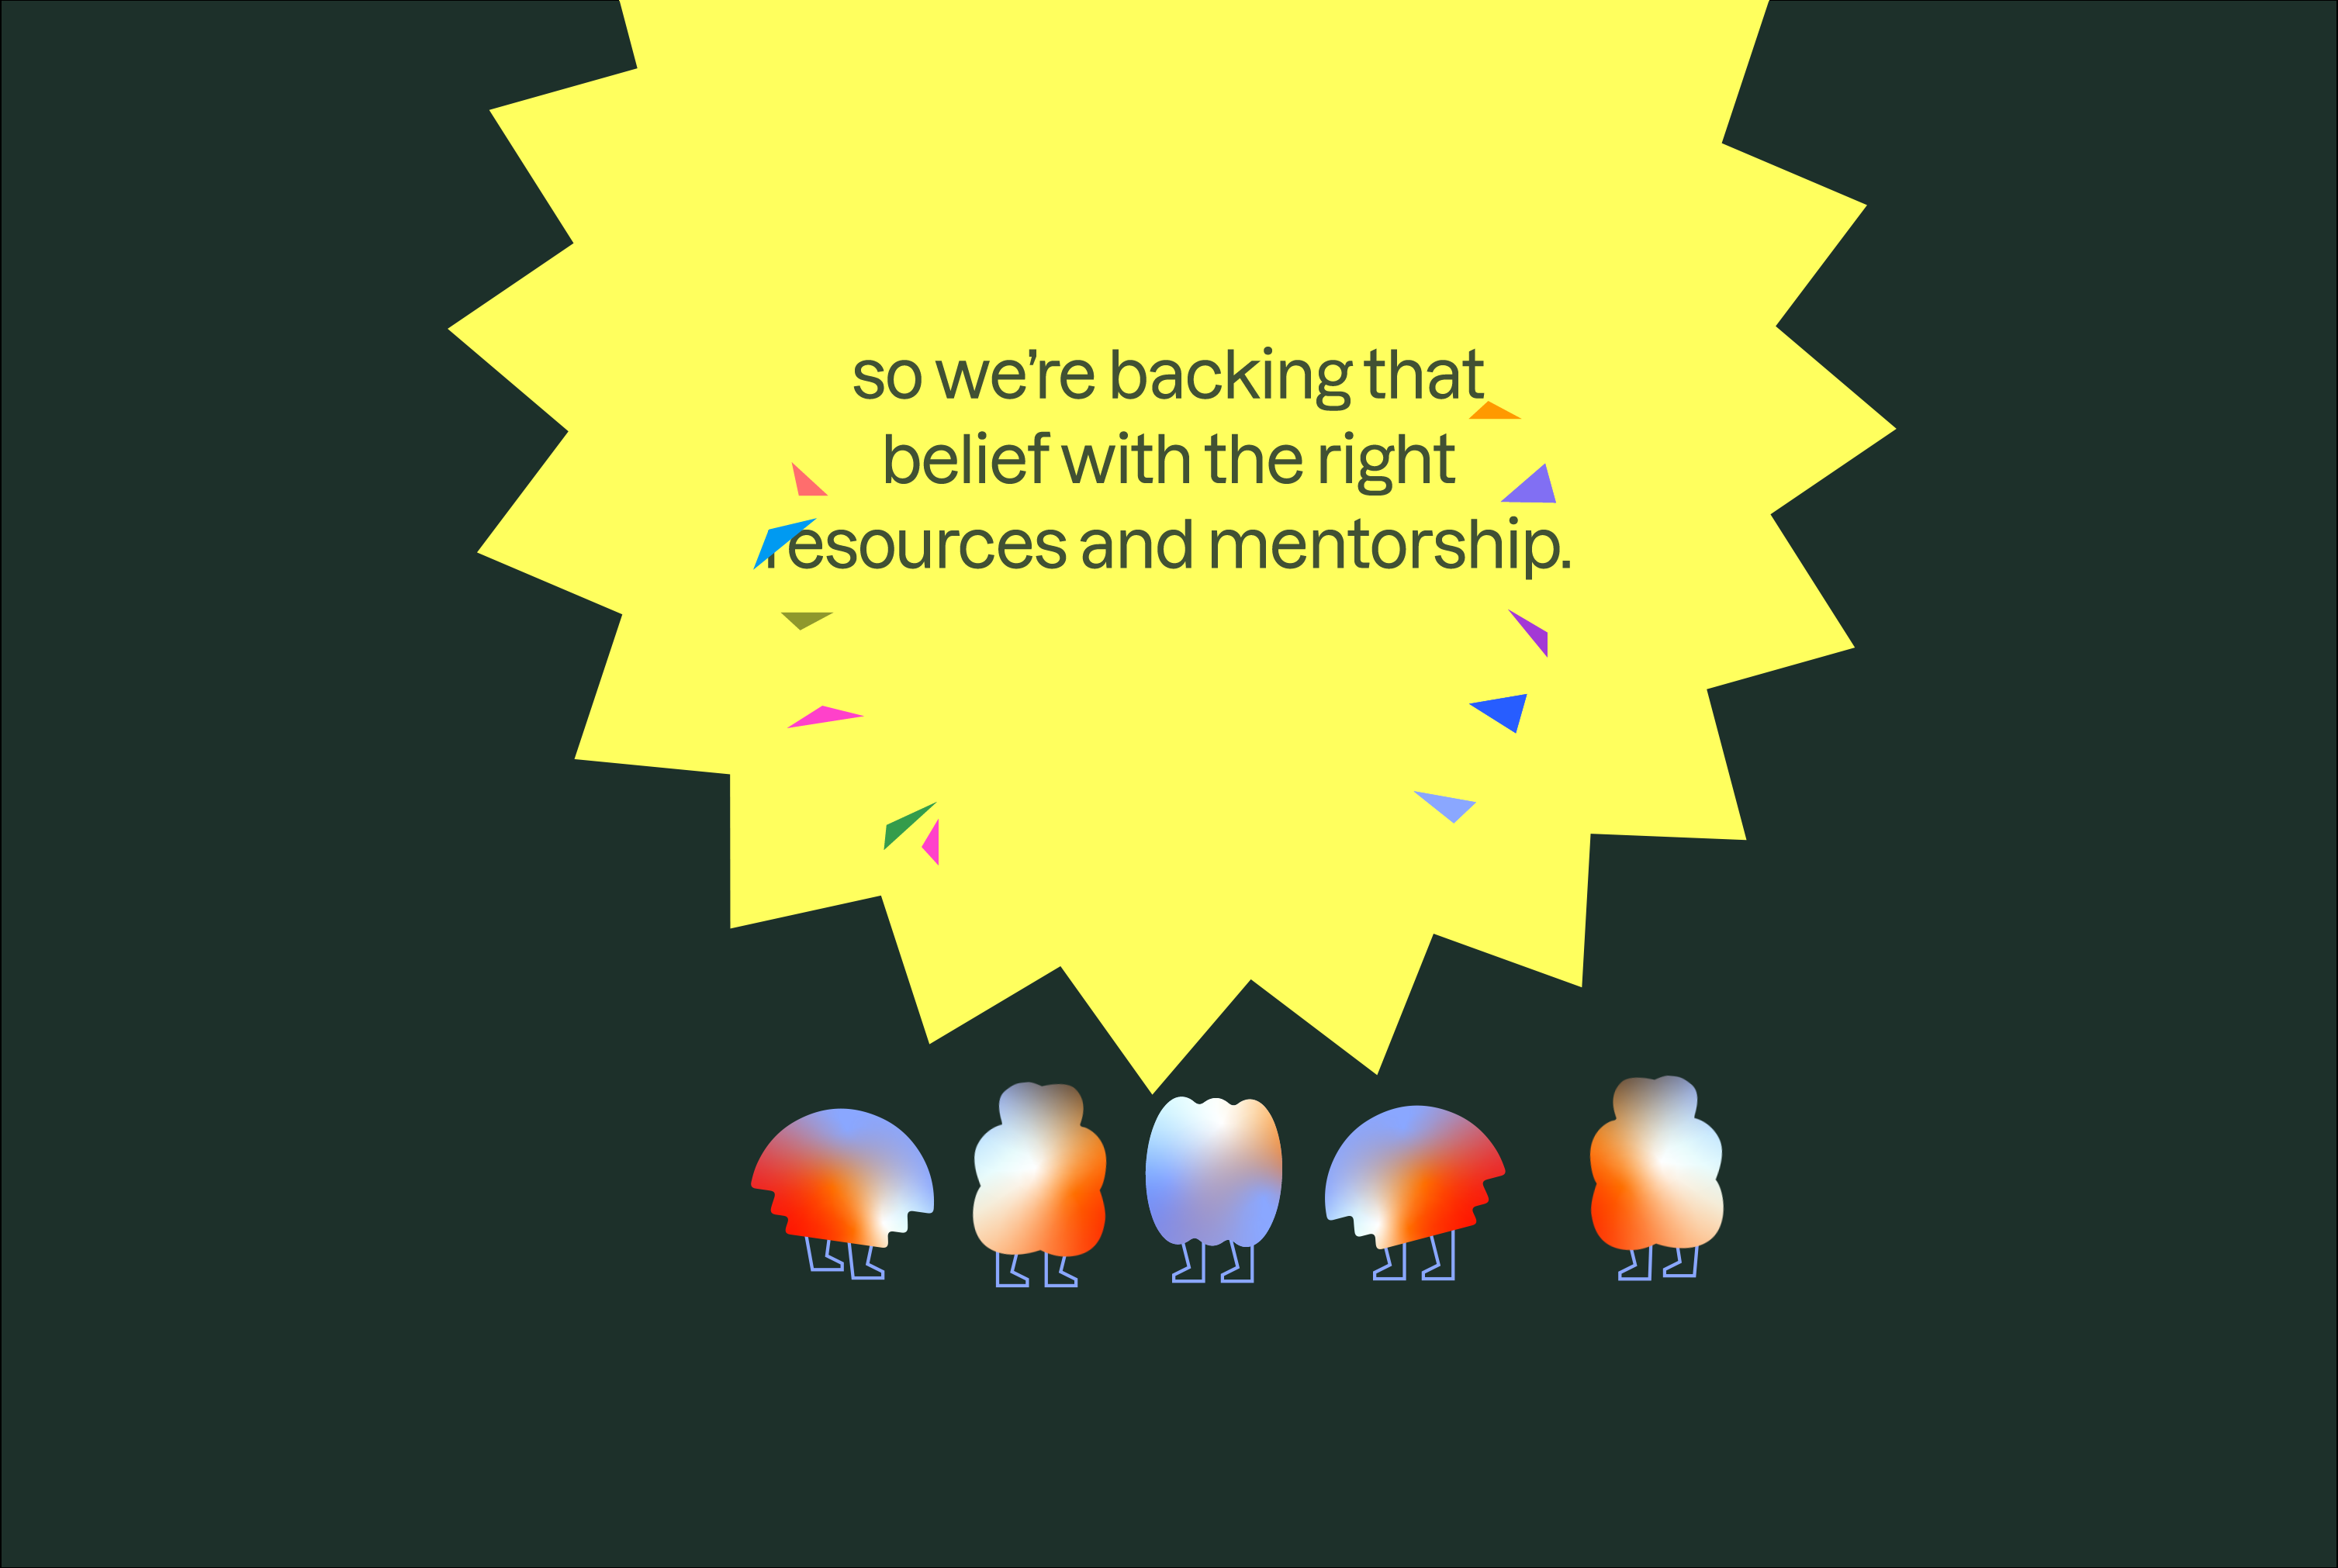 so we’re backing that
belief with the right
resources and mentorship.